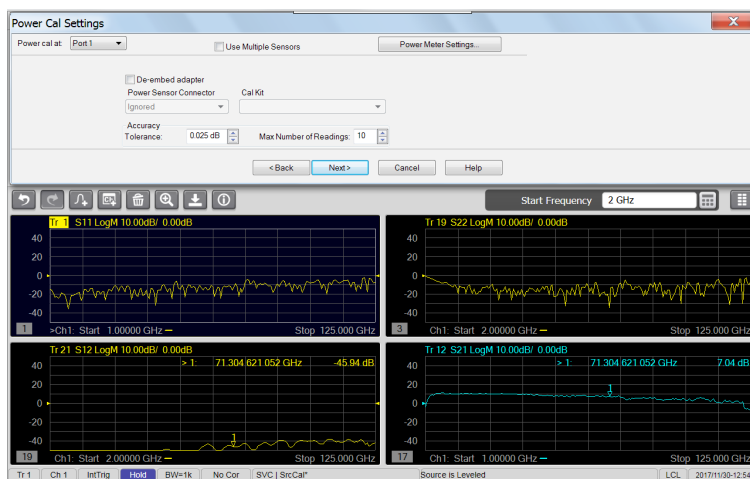 Power Cal Settings
Power cal at: Port 1
Use Multiple Sensors
Power Meter Settings...
De-embed adapter
Power Sensor Connector Cal Kit
Ignored
Accuracy
Tolerance: 0.025 dB Max Number of Readings: 10
< Back Next > Cancel Help
Start Frequency 2 GHz
Tr 1 S11 LogM 10.00dB/ 0.00dB
40
20
0
-20
-40
1 >Ch1: Start 1.00000 GHz Stop 125.000 GHz
Tr 19 S22 LogM 10.00dB/ 0.00dB
40
20
0
-20
-40
3 Ch1: Start 2.00000 GHz Stop 125.000 GHz
Tr 21 S12 LogM 10.00dB/ 0.00dB
> 1: 71.304 621 052 GHz -45.94 dB
40
20
0
-20
-40
1
19 Ch1: Start 2.00000 GHz Stop 125.000 GHz
Tr 12 S21 LogM 10.00dB/ 0.00dB
> 1: 71.304 621 052 GHz 7.04 dB
40
20
0
-20
-40
1
17 Ch1: Start 1.00000 GHz Stop 125.000 GHz
Tr 1 Ch 1 IntTrig Hold BW=1k No Cor SVC | SrcCal* Source is Leveled LCL 2017/11/30-12:54